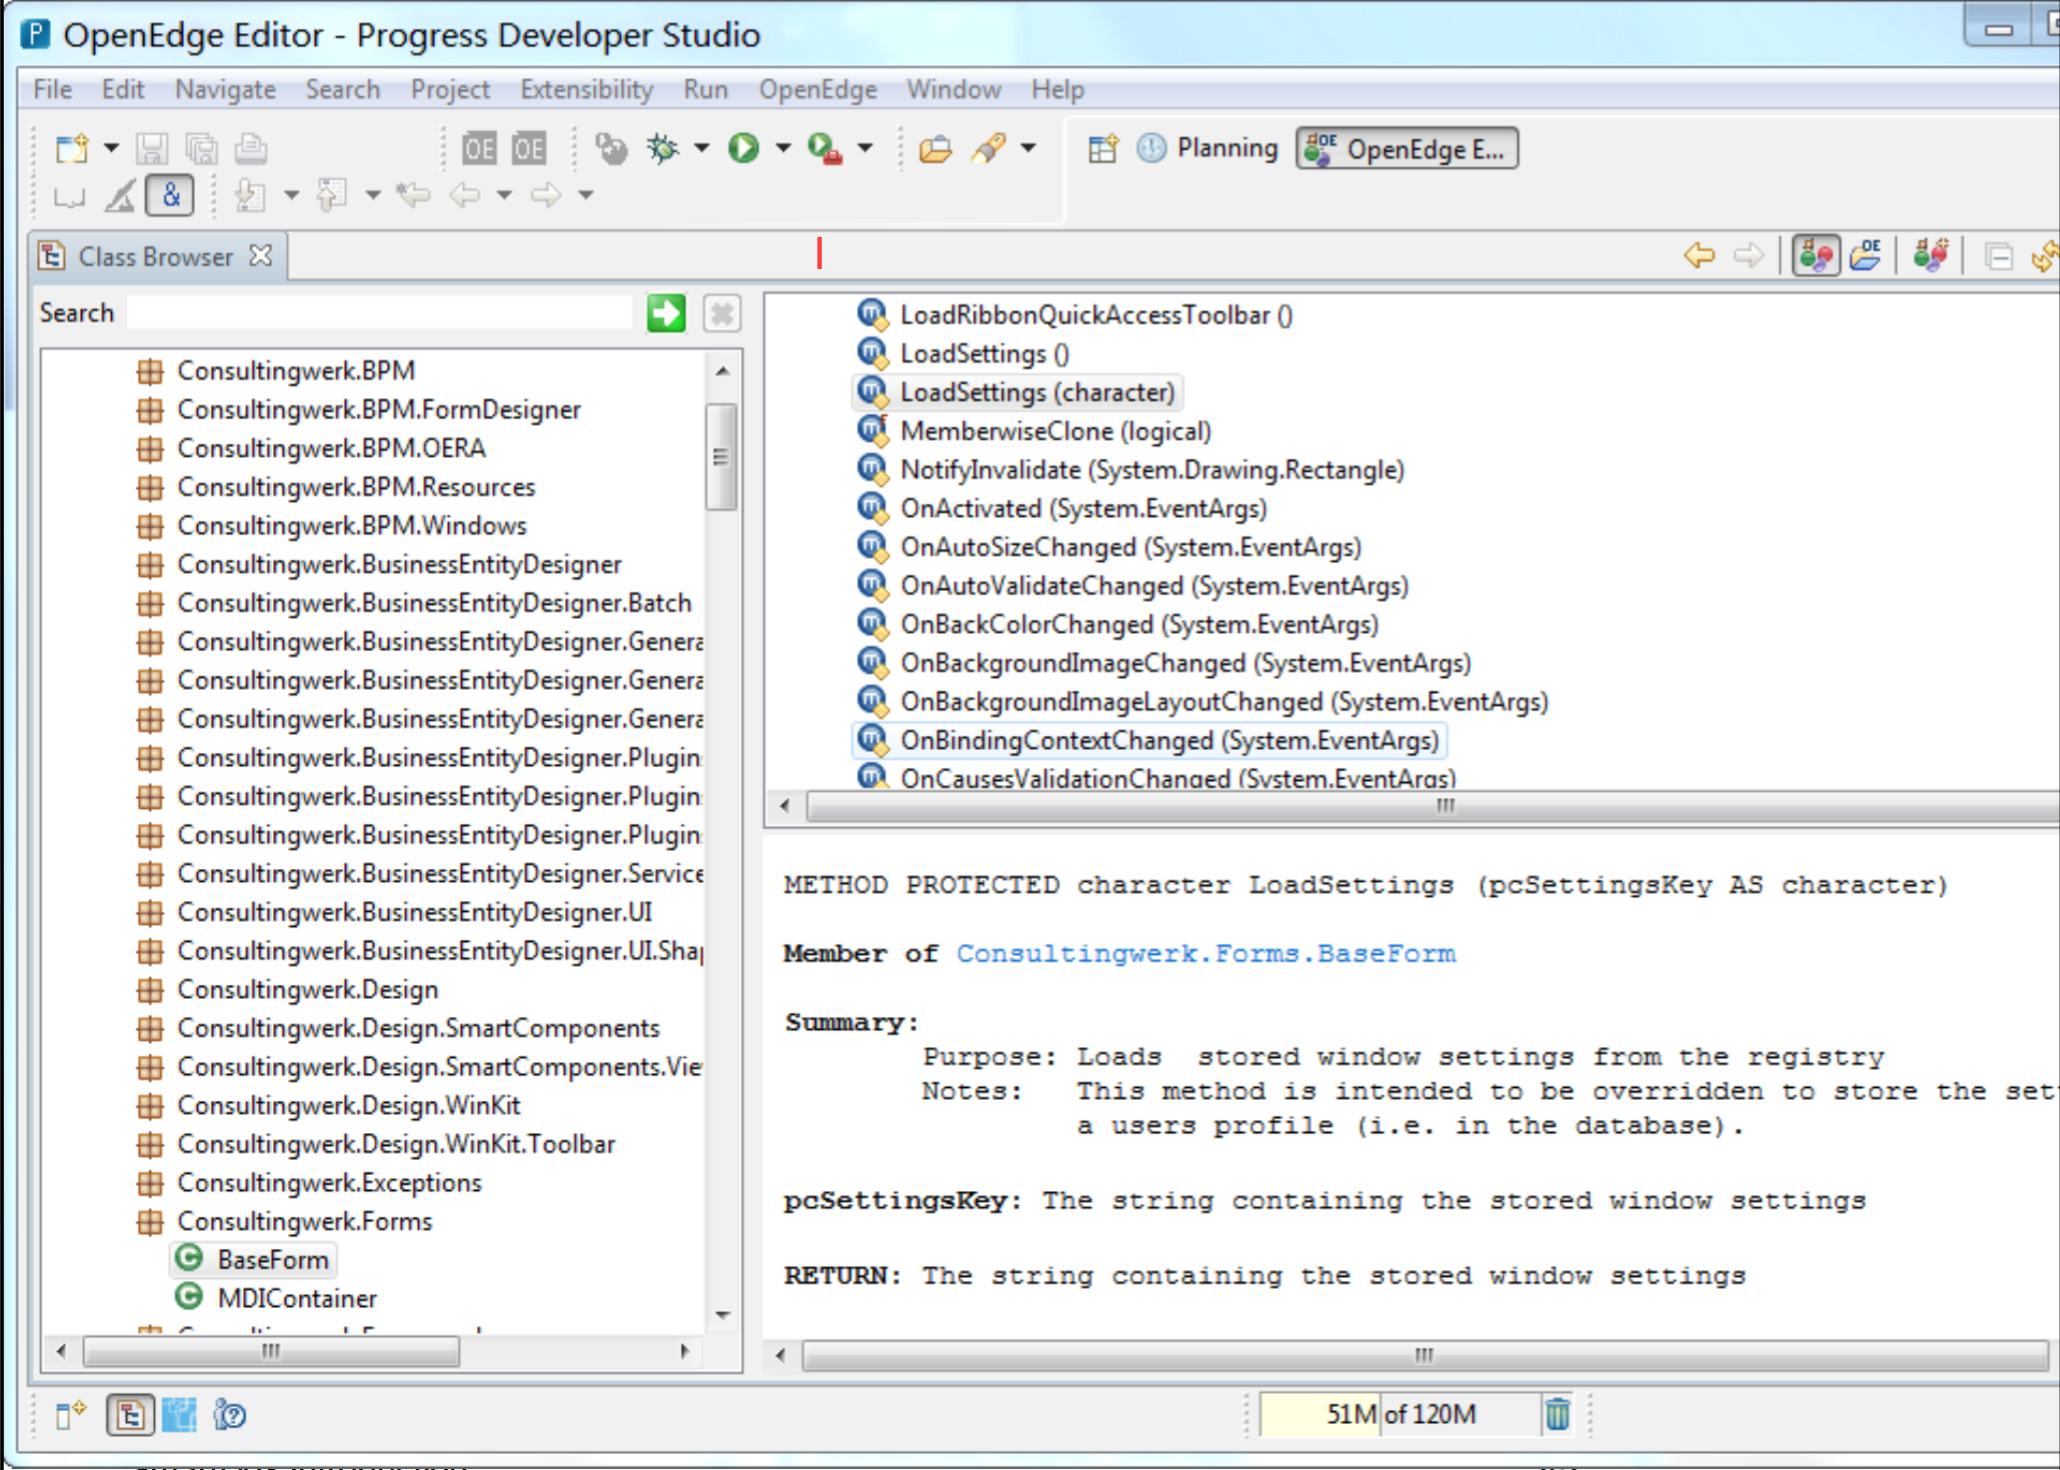 OpenEdge Editor - Progress Developer Studio
File Edit Navigate Search Project Extensibility Run OpenEdge Window Help
OE OE Planning OE OpenEdge E...
&
Class Browser OE
Search
Consultingwerk.BPM
Consultingwerk.BPM.FormDesigner
Consultingwerk.BPM.OERA
Consultingwerk.BPM.Resources
Consultingwerk.BPM.Windows
Consultingwerk.BusinessEntityDesigner
Consultingwerk.BusinessEntityDesigner.Batch
Consultingwerk.BusinessEntityDesigner.Genera
Consultingwerk.BusinessEntityDesigner.Genera
Consultingwerk.BusinessEntityDesigner.Genera
Consultingwerk.BusinessEntityDesigner.Plugin
Consultingwerk.BusinessEntityDesigner.Plugin
Consultingwerk.BusinessEntityDesigner.Plugin
Consultingwerk.BusinessEntityDesigner.Service
Consultingwerk.BusinessEntityDesigner.UI
Consultingwerk.BusinessEntityDesigner.UI.Sha
Consultingwerk.Design
Consultingwerk.Design.SmartComponents
Consultingwerk.Design.SmartComponents.Vie
Consultingwerk.Design.WinKit
Consultingwerk.Design.WinKit.Toolbar
Consultingwerk.Exceptions
Consultingwerk.Forms
BaseForm
MDIContainer
LoadRibbonQuickAccessToolbar ()
LoadSettings ()
LoadSettings (character)
MemberwiseClone (logical)
NotifyInvalidate (System.Drawing.Rectangle)
OnActivated (System.EventArgs)
OnAutoSizeChanged (System.EventArgs)
OnAutoValidateChanged (System.EventArgs)
OnBackColorChanged (System.EventArgs)
OnBackgroundImageChanged (System.EventArgs)
OnBackgroundImageLayoutChanged (System.EventArgs)
OnBindingContextChanged (System.EventArgs)
OnCausesValidationChanged (System.EventArgs)
METHOD PROTECTED character LoadSettings (pcSettingsKey AS character)
Member of Consultingwerk.Forms.BaseForm
Summary:
Purpose: Loads  stored window settings from the registry
Notes: This method is intended to be overridden to store the set
a users profile (i.e. in the database).
pcSettingsKey: The string containing the stored window settings
RETURN: The string containing the stored window settings
51M of 120M